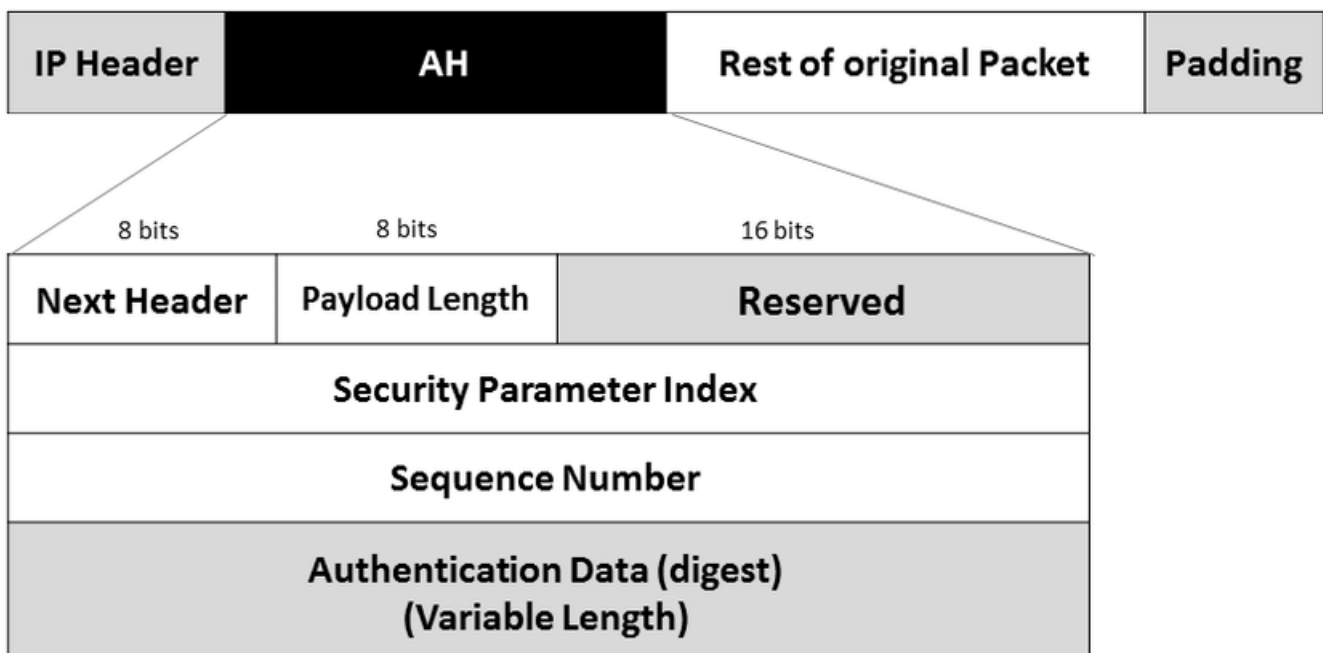 IP Header
AH
Rest of original Packet
Padding
8 bits
8 bits
16 bits
Next Header
Payload Length
Reserved
Security Parameter Index
Sequence Number
Authentication Data (digest)
(Variable Length)